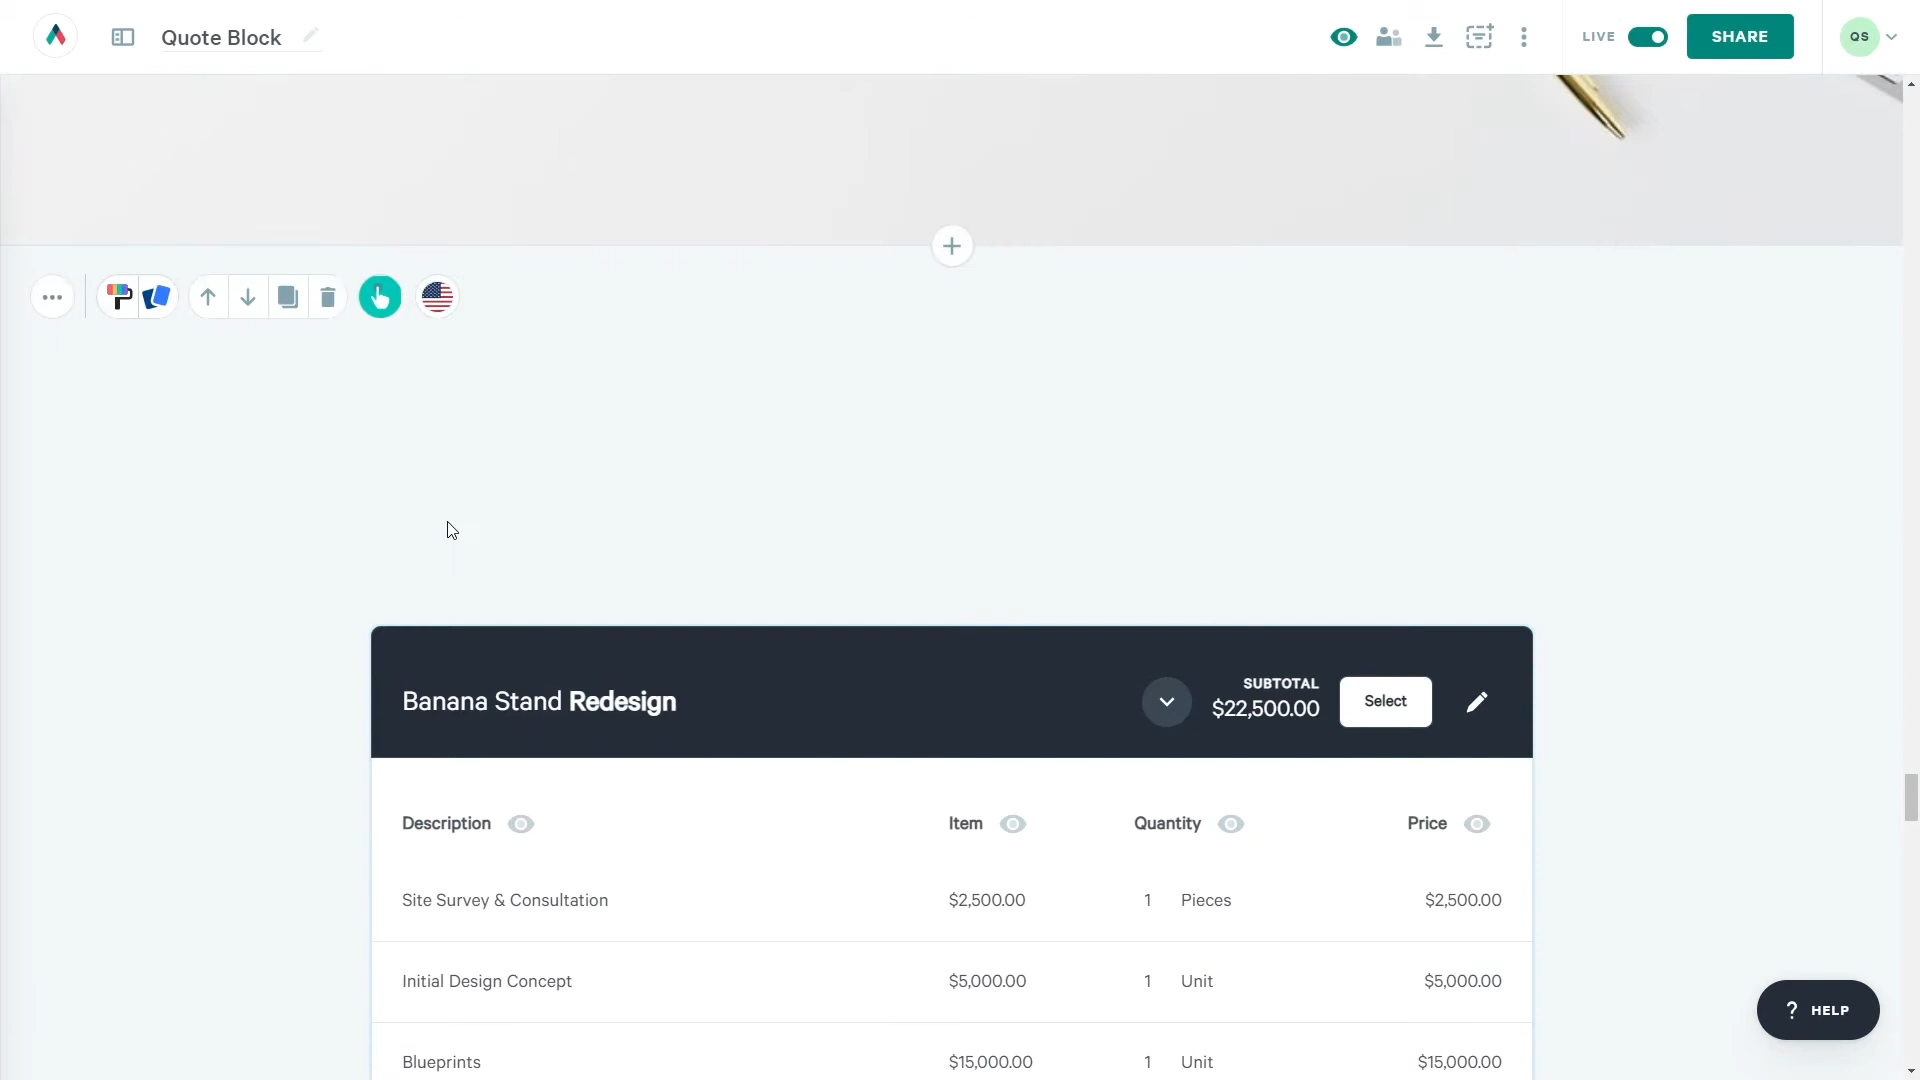 Quote Block
LIVE
SHARE
QS
Banana Stand Redesign
SUBTOTAL
$22,500.00
Select
Description Item Quantity Price
Site Survey & Consultation $2,500.00 1 Pieces $2,500.00
Initial Design Concept $5,000.00 1 Unit $5,000.00
Blueprints $15,000.00 1 Unit $15,000.00
? HELP